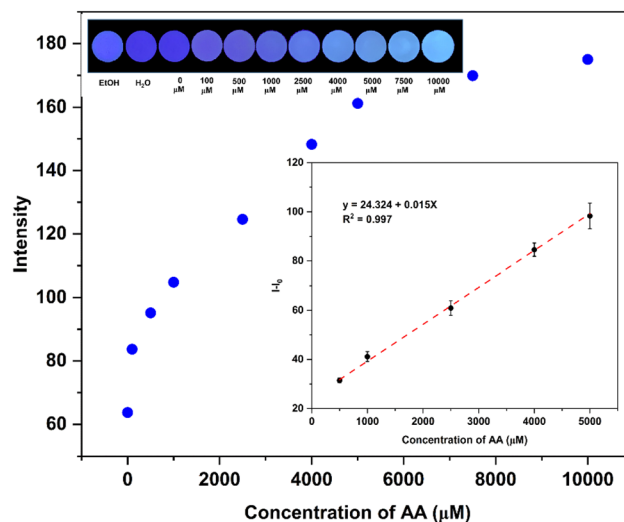 EtOH H₂O 0 100 500 1000 2500 4000 5000 7500 10000
μM μM μM μM μM μM μM μM μM
180
160
140
120
100
80
60
Intensity
0 2000 4000 6000 8000 10000
Concentration of AA (μM)
y = 24.324 + 0.015X
R² = 0.997
120
100
80
60
40
20
I-I₀
0 1000 2000 3000 4000 5000
Concentration of AA (μM)